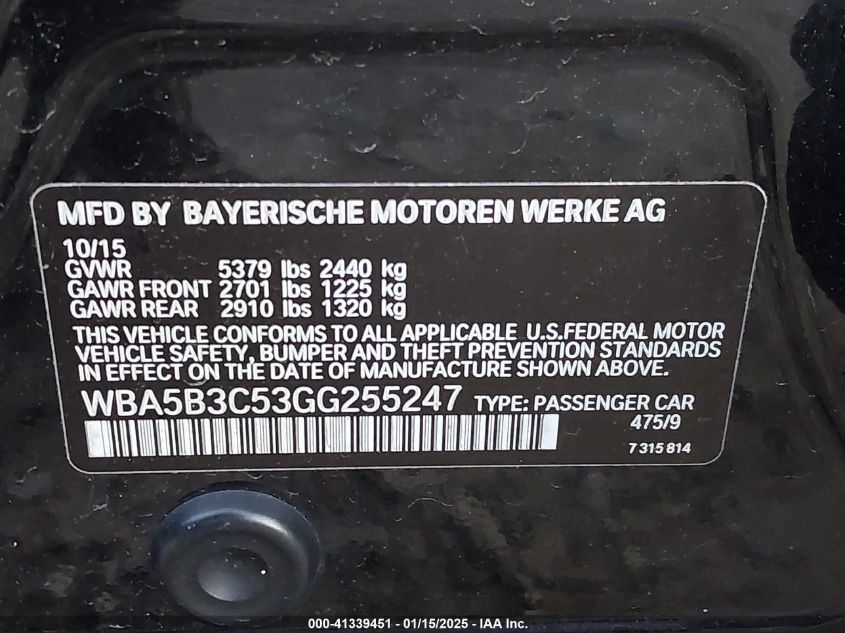 MFD BY BAYERISCHE MOTOREN WERKE AG
10/15
GVWR 5379 lbs 2440 kg
GAWR FRONT 2701 lbs 1225 kg
GAWR REAR 2910 lbs 1320 kg
THIS VEHICLE CONFORMS TO ALL APPLICABLE U.S.FEDERAL MOTOR
VEHICLE SAFETY, BUMPER AND THEFT PREVENTION STANDARDS
IN EFFECT ON THE DATE OF MANUFACTURE SHOWN ABOVE.
WBA5B3C53GG255247 TYPE: PASSENGER CAR
475/9
7 315 814
000-41339451 - 01/15/2025 - IAA Inc.